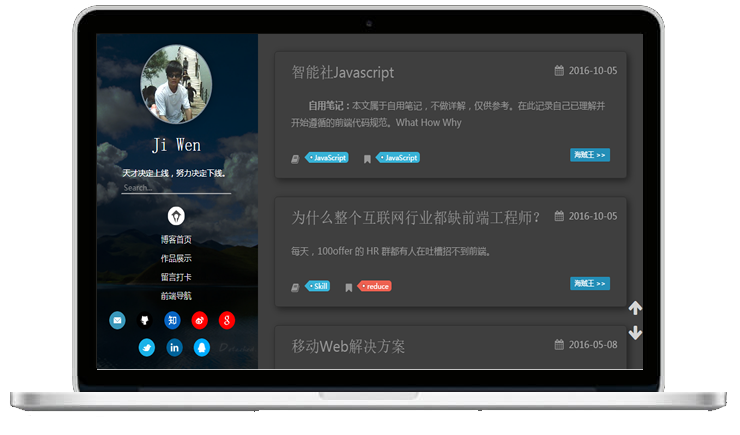 Ji Wen
天才决定上线，努力决定下线。
Search...
博客首页
作品展示
留言打卡
前端导航
知
智能社Javascript
2016-10-05
自用笔记：本文属于自用笔记，不做详解，仅供参考。在此记录自己已理解并
开始遵循的前端代码规范。What How Why
JavaScript
JavaScript
海贼王 >>
为什么整个互联网行业都缺前端工程师？
2016-10-05
每天，100offer 的 HR 群都有人在吐槽招不到前端。
Skill
reduce
海贼王 >>
移动Web解决方案
2016-05-08